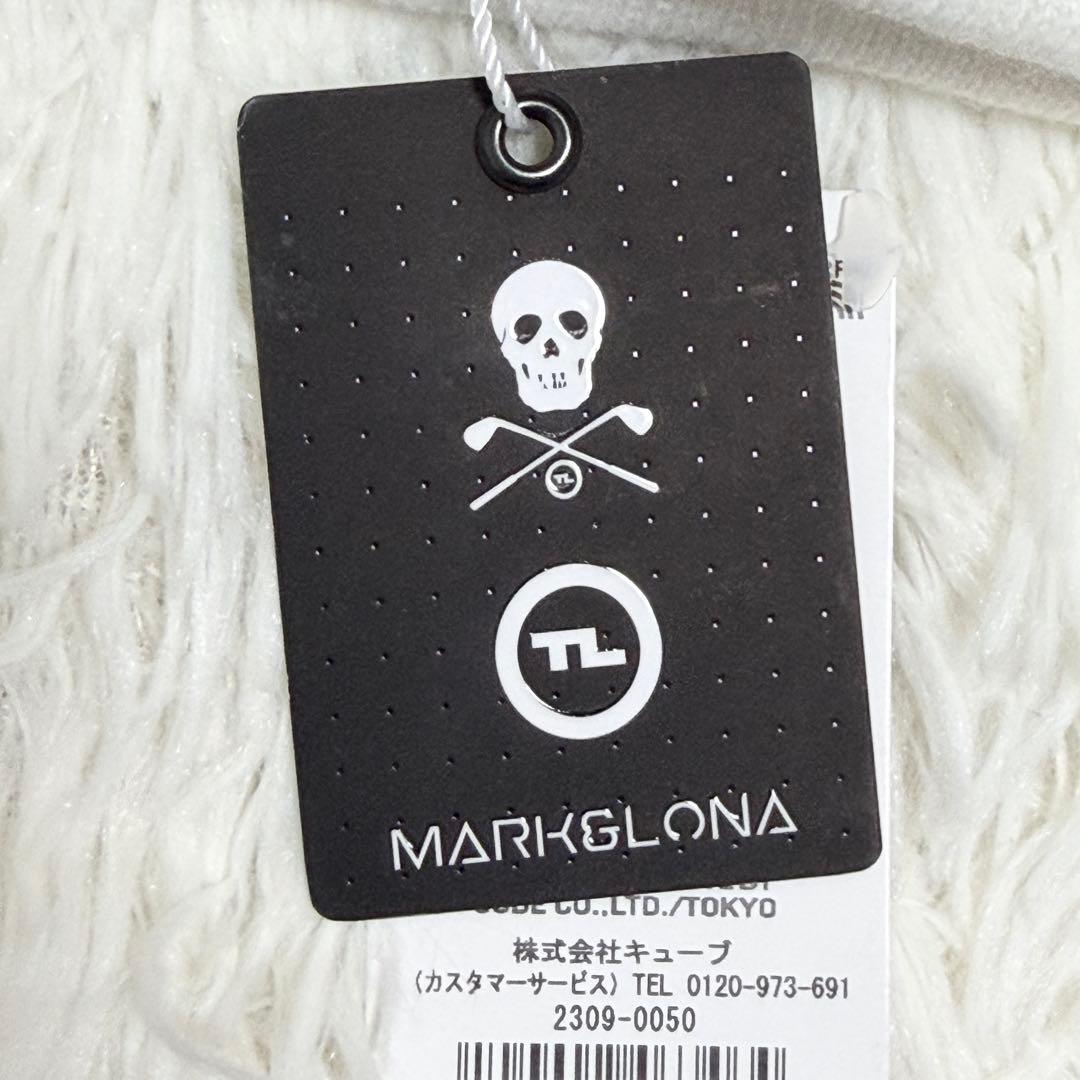 TL
TL
MARK&LONA
CO.,LTD./TOKYO
株式会社キューブ
(カスタマーサービス) TEL 0120-973-691
2309-0050